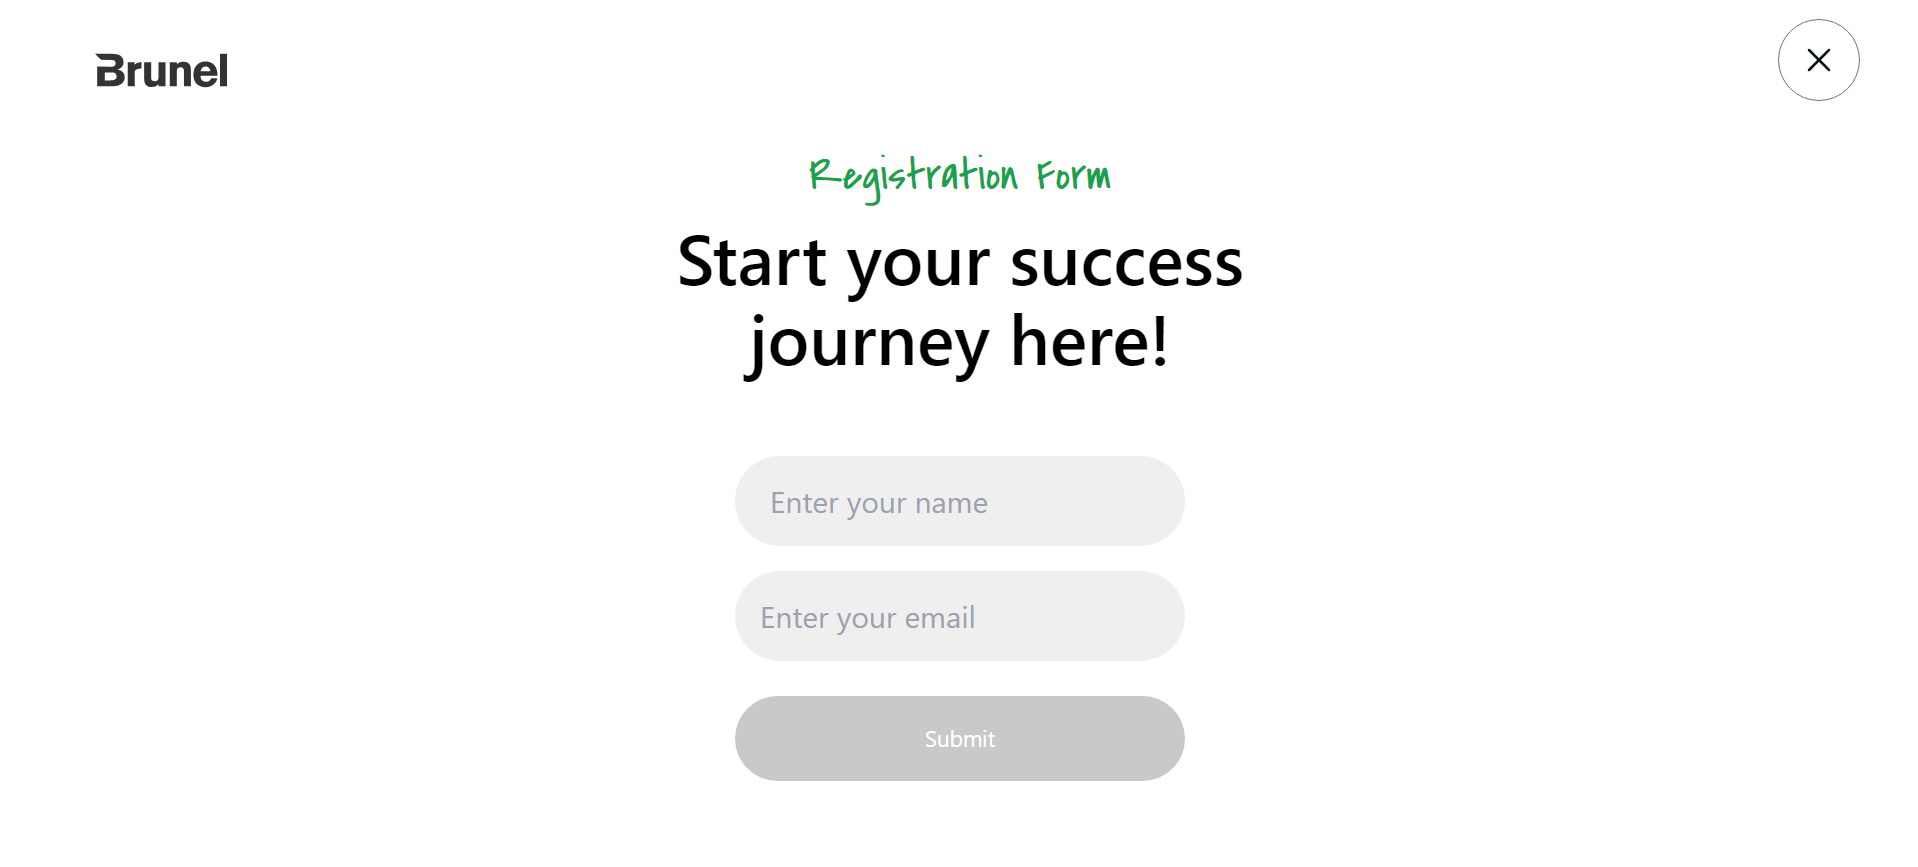 Brunel
Registration Form
Start your success
journey here!
Enter your name
Enter your email
Submit